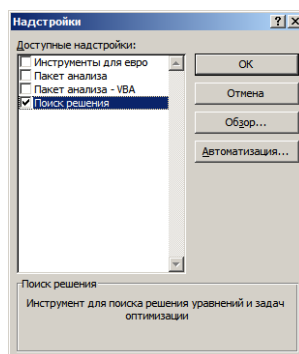 Надстройки
Доступные надстройки:
Инструменты для евро
Пакет анализа
Пакет анализа - VBA
Поиск решения
OK
Отмена
Обзор...
Автоматизация...
Поиск решения
Инструмент для поиска решения уравнений и задач
оптимизации